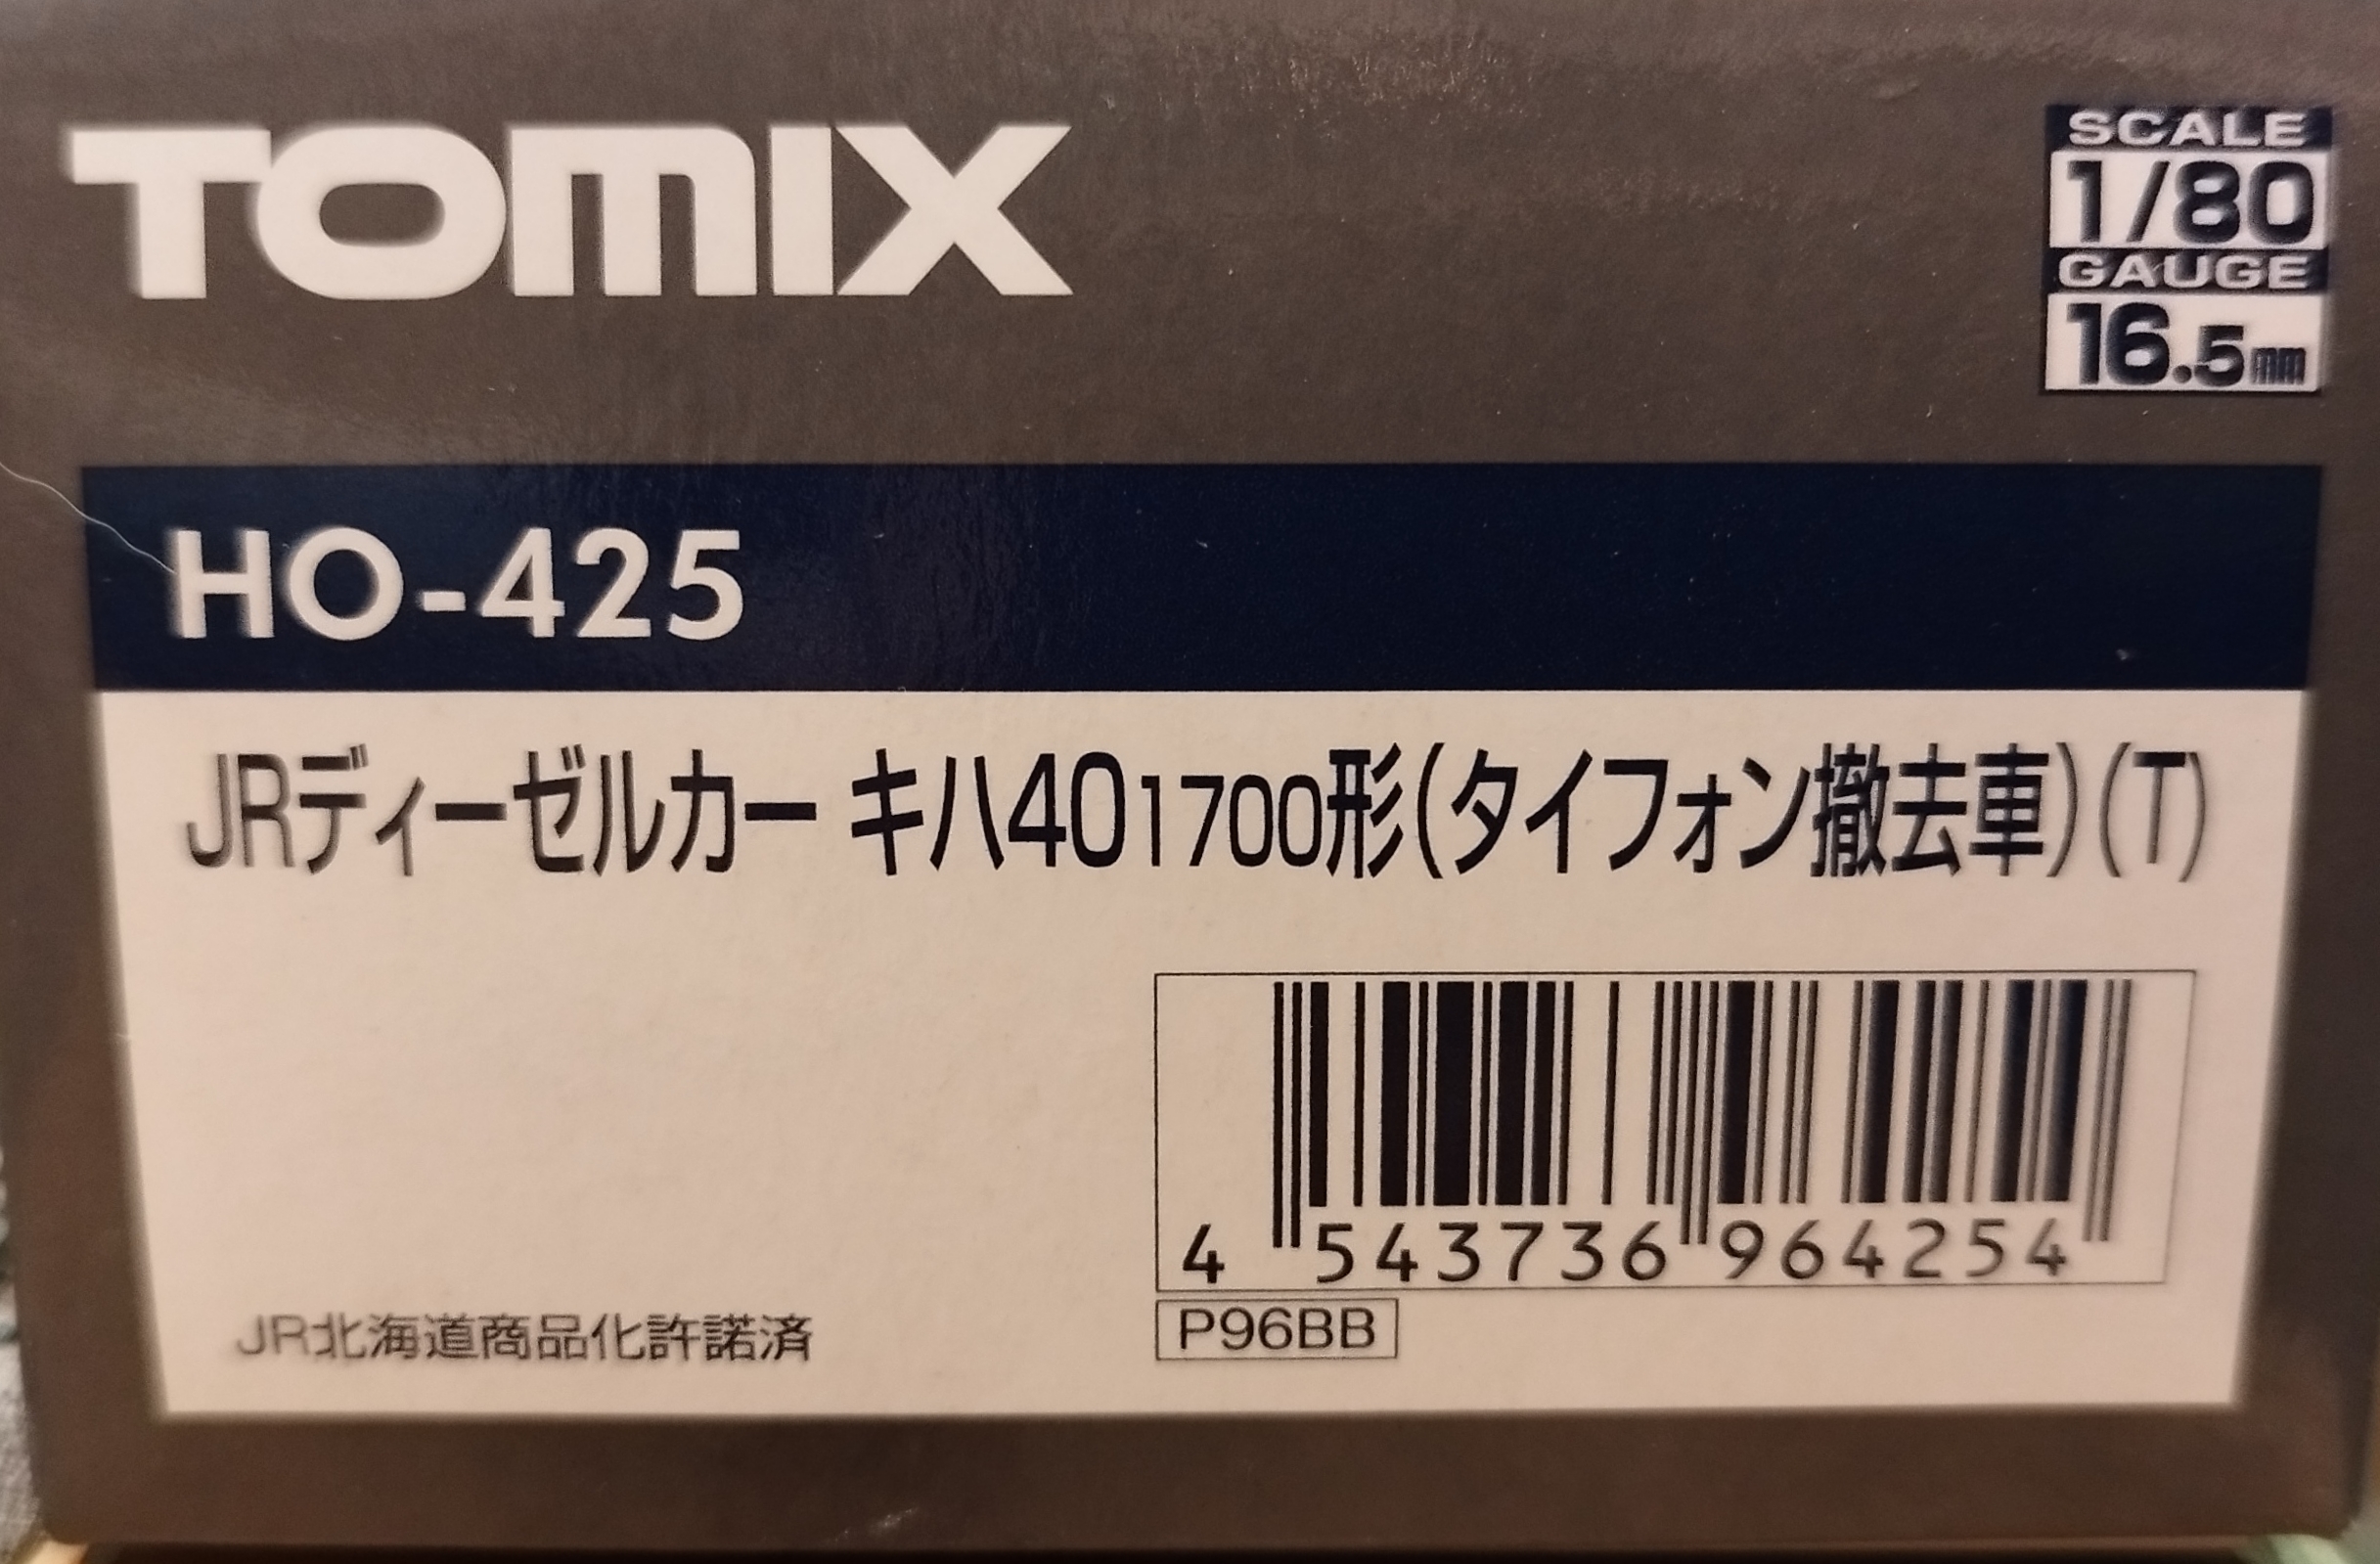 TOMIX
SCALE
1/80
GAUGE
16.5mm
HO-425
JRディーゼルカー キハ40 1700形(タイフォン撤去車)(T)
4 543736 964254
P96BB
JR北海道商品化許諾済